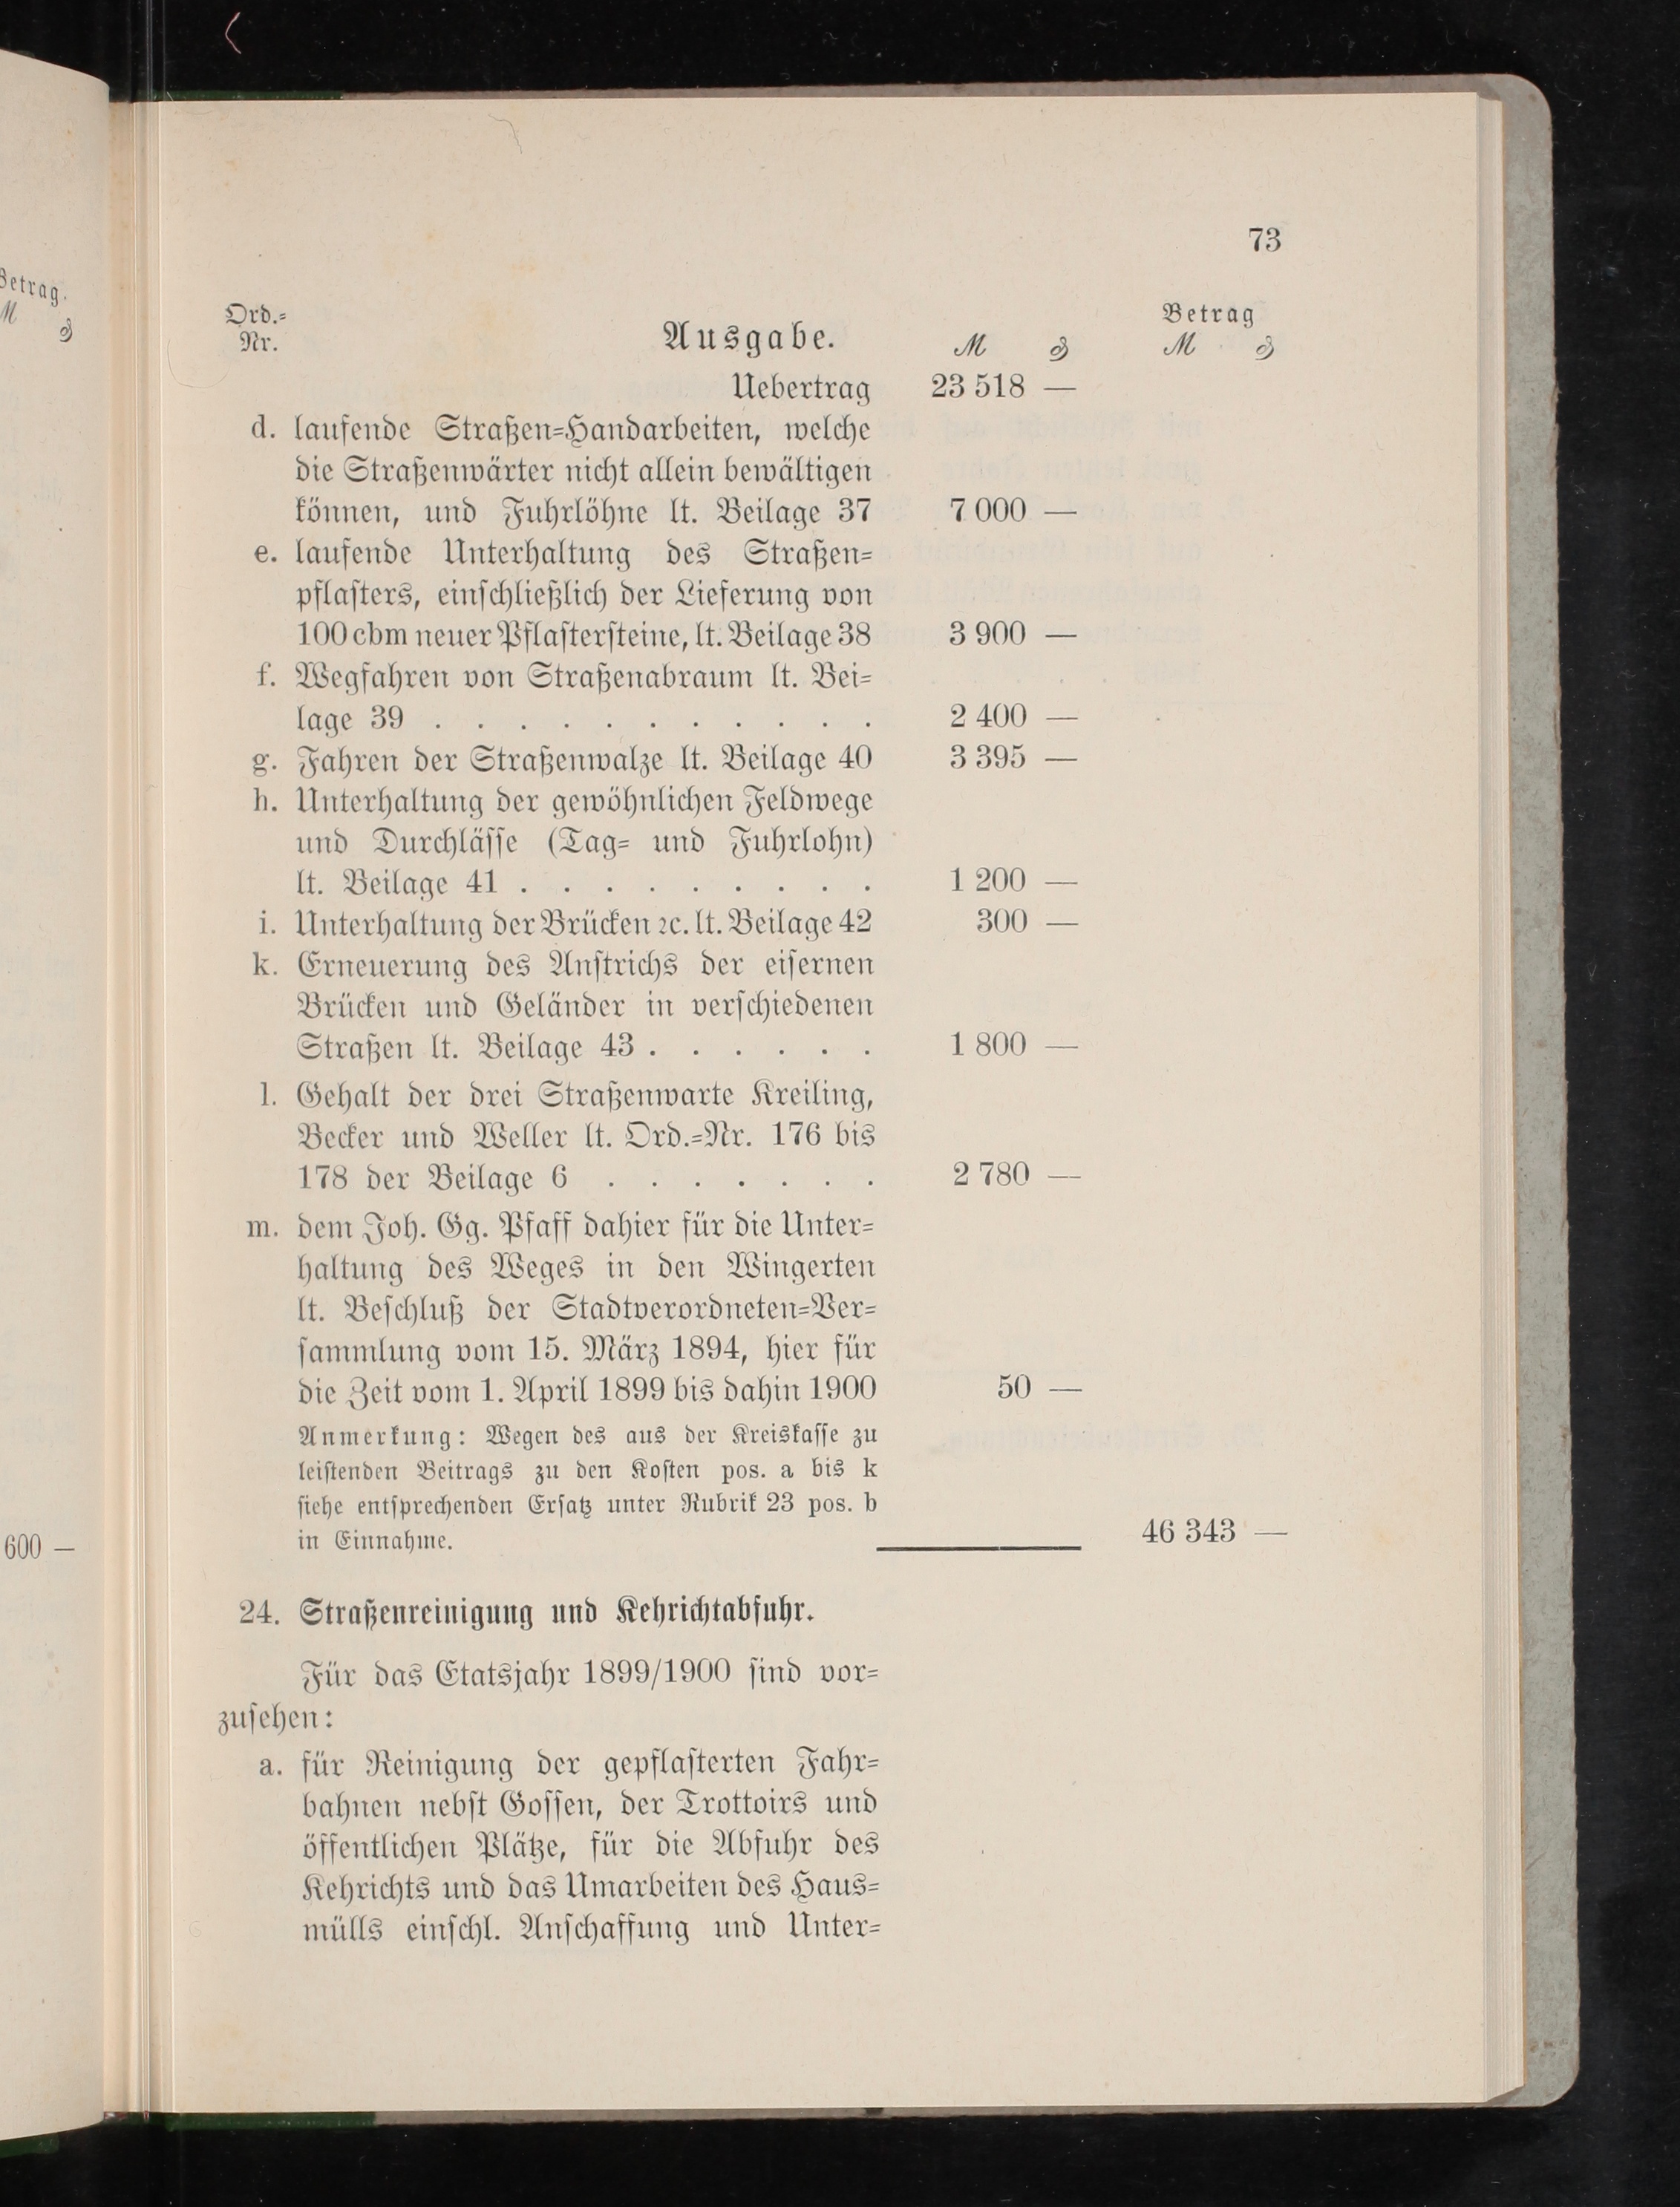 Betrag.
M ₰
600 —
73
Ord.=
Nr.
Ausgabe.
Betrag
M ₰ M ₰
Uebertrag 23 518 —
d. laufende Straßen=Handarbeiten, welche
die Straßenwärter nicht allein bewältigen
können, und Fuhrlöhne lt. Beilage 37 7 000 —
e. laufende Unterhaltung des Straßen=
pflasters, einschließlich der Lieferung von
100 cbm neuer Pflastersteine, lt. Beilage 38 3 900 —
f. Wegfahren von Straßenabraum lt. Bei=
lage 39 . . . . . . . . . . . 2 400 —
g. Fahren der Straßenwalze lt. Beilage 40 3 395 —
h. Unterhaltung der gewöhnlichen Feldwege
und Durchlässe (Tag= und Fuhrlohn)
lt. Beilage 41 . . . . . . . . . 1 200 —
i. Unterhaltung der Brücken ꝛc. lt. Beilage 42 300 —
k. Erneuerung des Anstrichs der eisernen
Brücken und Geländer in verschiedenen
Straßen lt. Beilage 43 . . . . . . 1 800 —
l. Gehalt der drei Straßenwarte Kreiling,
Becker und Weller lt. Ord.=Nr. 176 bis
178 der Beilage 6 . . . . . . . 2 780 —
m. dem Joh. Gg. Pfaff dahier für die Unter=
haltung des Weges in den Wingerten
lt. Beschluß der Stadtverordneten=Ver=
sammlung vom 15. März 1894, hier für
die Zeit vom 1. April 1899 bis dahin 1900 50 —
Anmerkung: Wegen des aus der Kreiskasse zu
leistenden Beitrags zu den Kosten pos. a bis k
siehe entsprechenden Ersatz unter Rubrik 23 pos. b
in Einnahme. 46 343 —
24. Straßenreinigung und Kehrichtabfuhr.
Für das Etatsjahr 1899/1900 sind vor=
zusehen:
a. für Reinigung der gepflasterten Fahr=
bahnen nebst Gossen, der Trottoirs und
öffentlichen Plätze, für die Abfuhr des
Kehrichts und das Umarbeiten des Haus=
mülls einschl. Anschaffung und Unter=